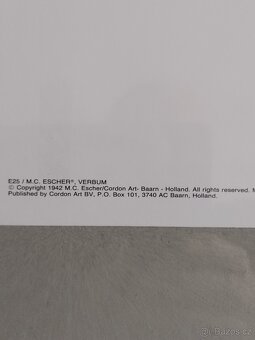 E25 / M.C. ESCHER®, VERBUM
© Copyright 1942 M.C. Escher/Cordon Art- Baarn - Holland. All rights reserved. M
Published by Cordon Art BV, P.O. Box 101, 3740 AC Baarn, Holland.